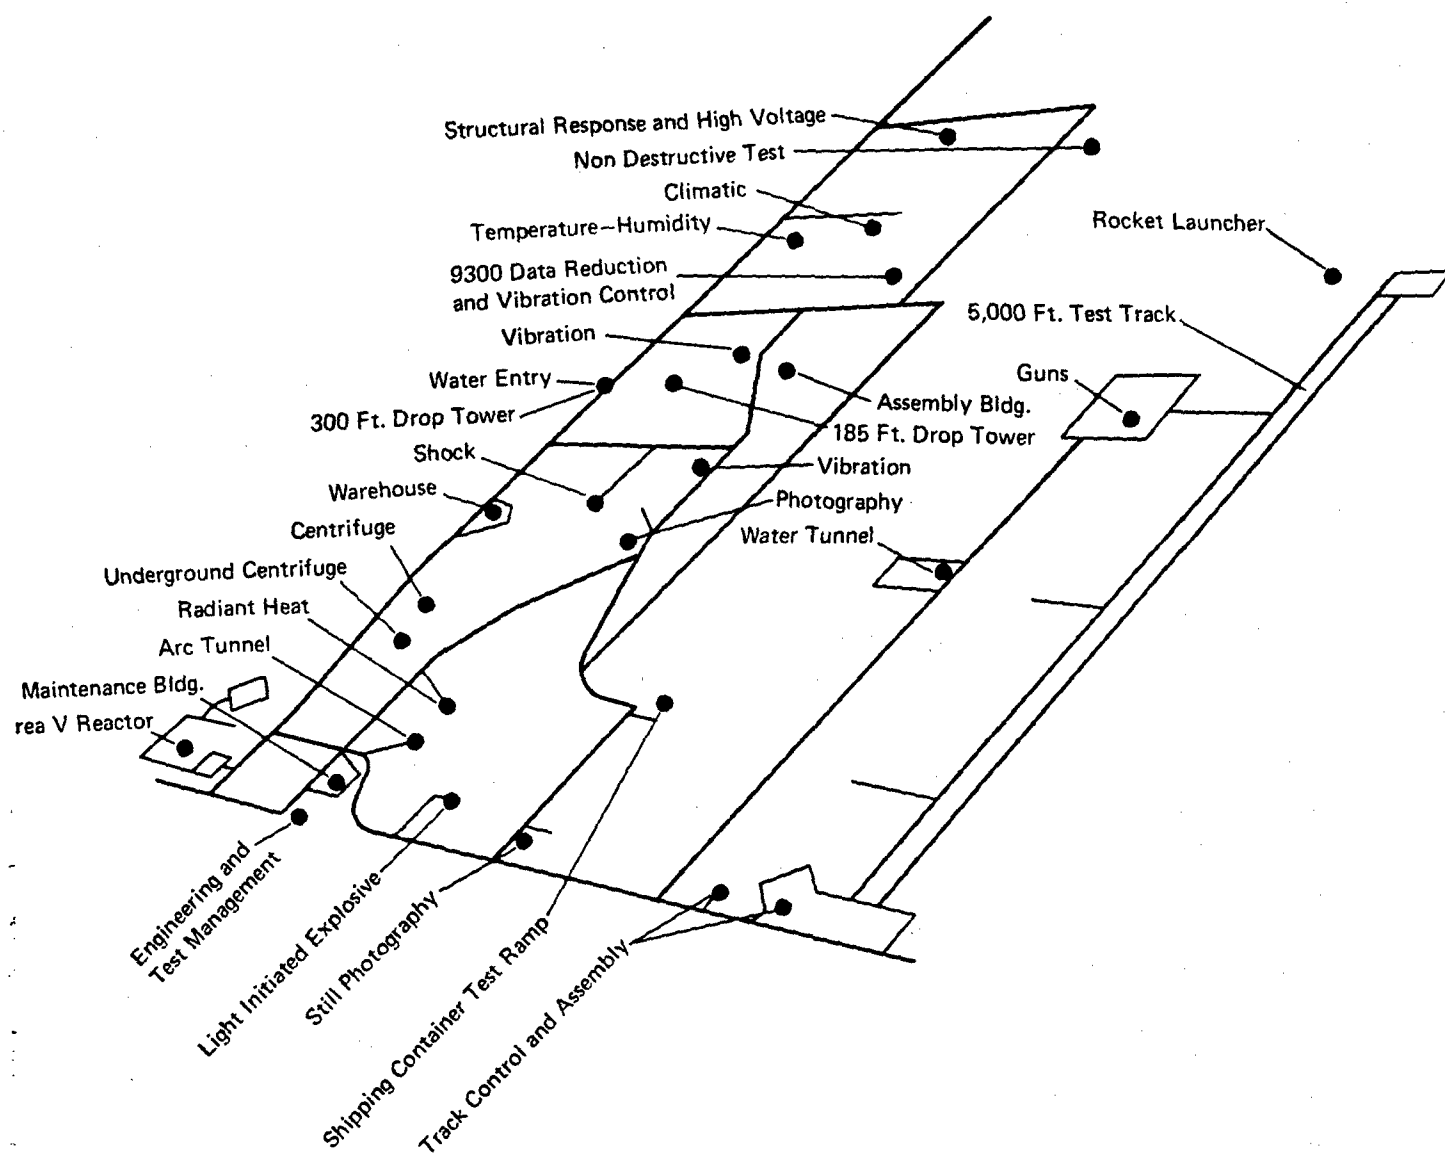 Structural Response and High Voltage
Non Destructive Test
Climatic
Temperature-Humidity
Rocket Launcher
9300 Data Reduction
and Vibration Control
5,000 Ft. Test Track
Vibration
Water Entry
Guns
300 Ft. Drop Tower
Assembly Bldg.
185 Ft. Drop Tower
Shock
Vibration
Warehouse
Photography
Centrifuge
Water Tunnel
Underground Centrifuge
Radiant Heat
Arc Tunnel
Maintenance Bldg.
rea V Reactor
Engineering and
Test Management
Light Initiated Explosive
Still Photography
Shipping Container Test Ramp
Track Control and Assembly